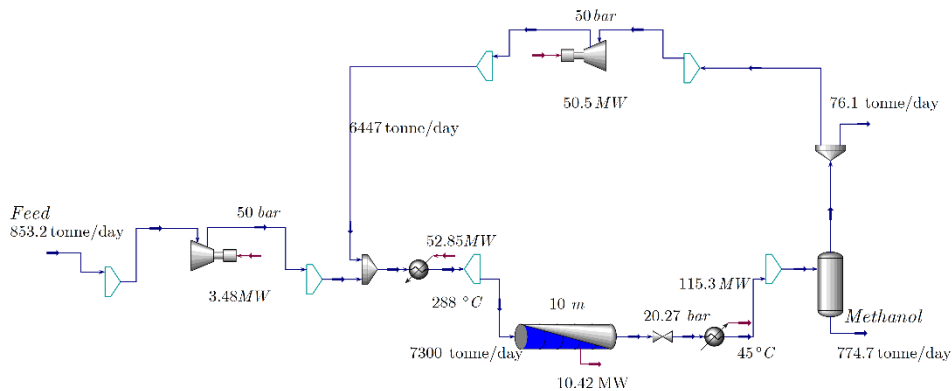 50 bar
50.5 MW
76.1 tonne/day
6447 tonne/day
Feed
853.2 tonne/day
50 bar
3.48MW
52.85MW
288 °C
10 m
115.3 MW
20.27 bar
7300 tonne/day
10.42 MW
45°C
Methanol
774.7 tonne/day